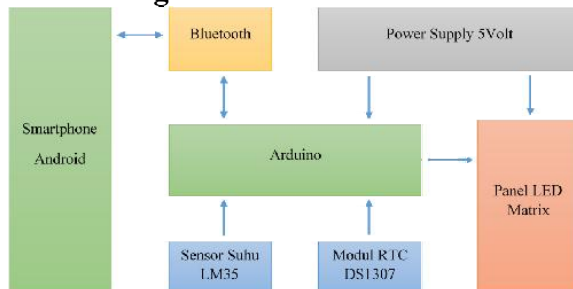 Bluetooth
Power Supply 5Volt
Smartphone
Android
Arduino
Panel LED
Matrix
Sensor Suhu
LM35
Modul RTC
DS1307